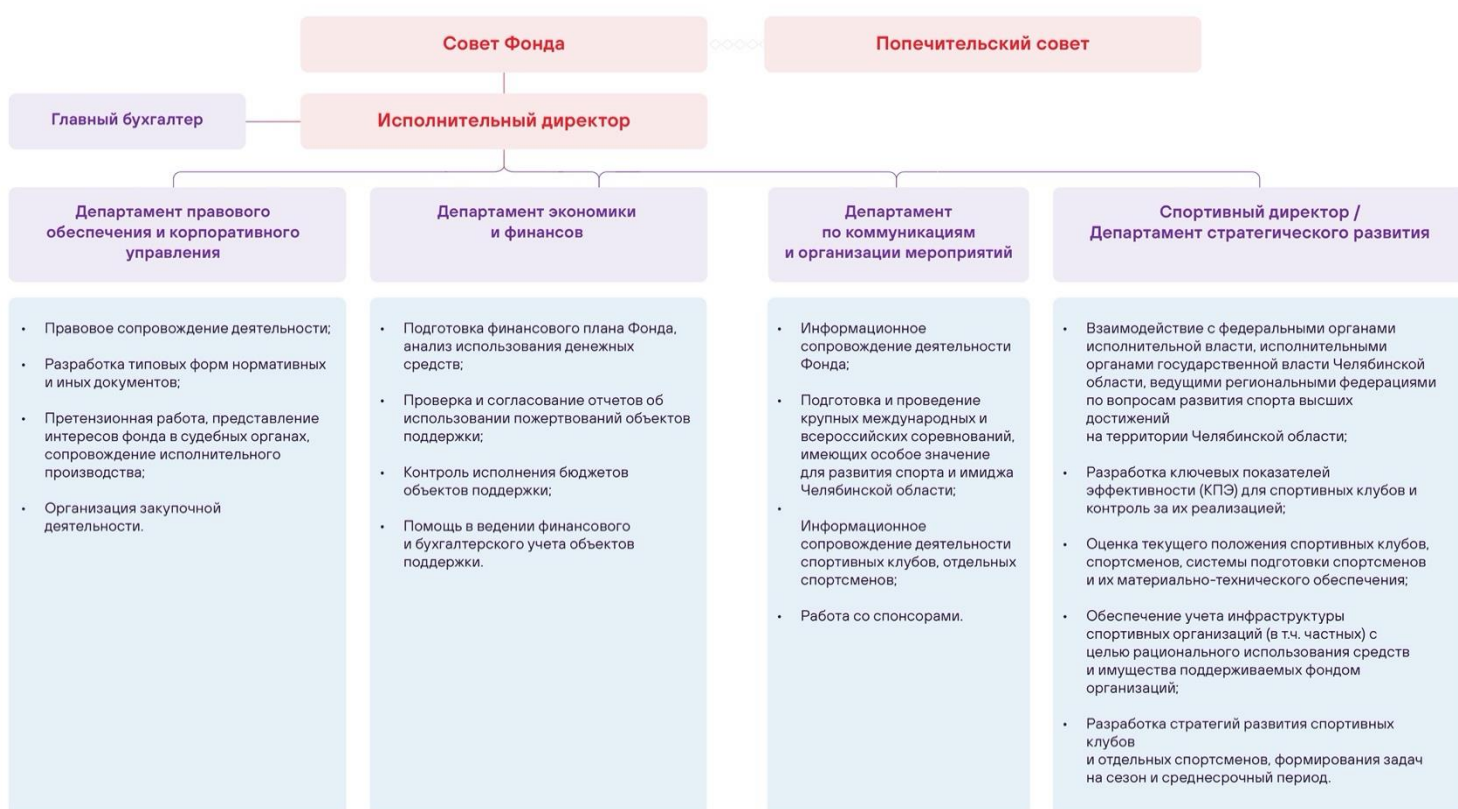 Совет Фонда
Попечительский совет
Главный бухгалтер
Исполнительный директор
Департамент правового
обеспечения и корпоративного
управления
Департамент экономики
и финансов
Департамент
по коммуникациям
и организации мероприятий
Спортивный директор /
Департамент стратегического развития
• Правовое сопровождение деятельности;
• Разработка типовых форм нормативных
и иных документов;
• Претензионная работа, представление
интересов фонда в судебных органах,
сопровождение исполнительного
производства;
• Организация закупочной
деятельности.
• Подготовка финансового плана Фонда,
анализ использования денежных
средств;
• Проверка и согласование отчетов об
использовании пожертвований объектов
поддержки;
• Контроль исполнения бюджетов
объектов поддержки;
• Помощь в ведении финансового
и бухгалтерского учета объектов
поддержки.
• Информационное
сопровождение деятельности
Фонда;
• Подготовка и проведение
крупных международных и
всероссийских соревнований,
имеющих особое значение
для развития спорта и имиджа
Челябинской области;
•
Информационное
сопровождение деятельности
спортивных клубов, отдельных
спортсменов;
• Работа со спонсорами.
• Взаимодействие с федеральными органами
исполнительной власти, исполнительными
органами государственной власти Челябинской
области, ведущими региональными федерациями
по вопросам развития спорта высших
достижений
на территории Челябинской области;
• Разработка ключевых показателей
эффективности (КПЭ) для спортивных клубов и
контроль за их реализацией;
• Оценка текущего положения спортивных клубов,
спортсменов, системы подготовки спортсменов
и их материально-технического обеспечения;
• Обеспечение учета инфраструктуры
спортивных организаций (в т.ч. частных) с
целью рационального использования средств
и имущества поддерживаемых фондом
организаций;
• Разработка стратегий развития спортивных
клубов
и отдельных спортсменов, формирования задач
на сезон и среднесрочный период.